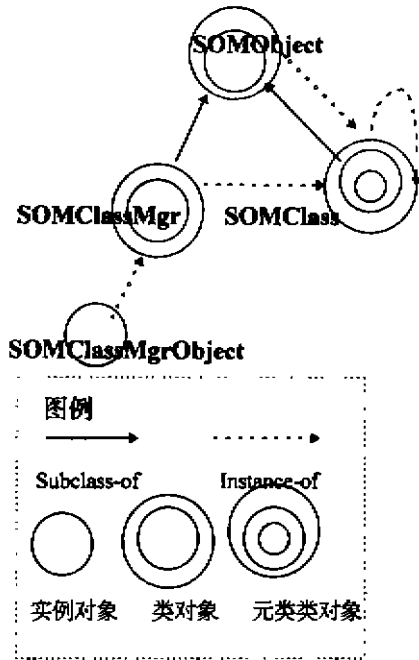 SOMObject
SOMClassMgr
SOMClass
SOMClassMgrObject
图例
Subclass-of Instance-of
实例对象 类对象 元类类对象